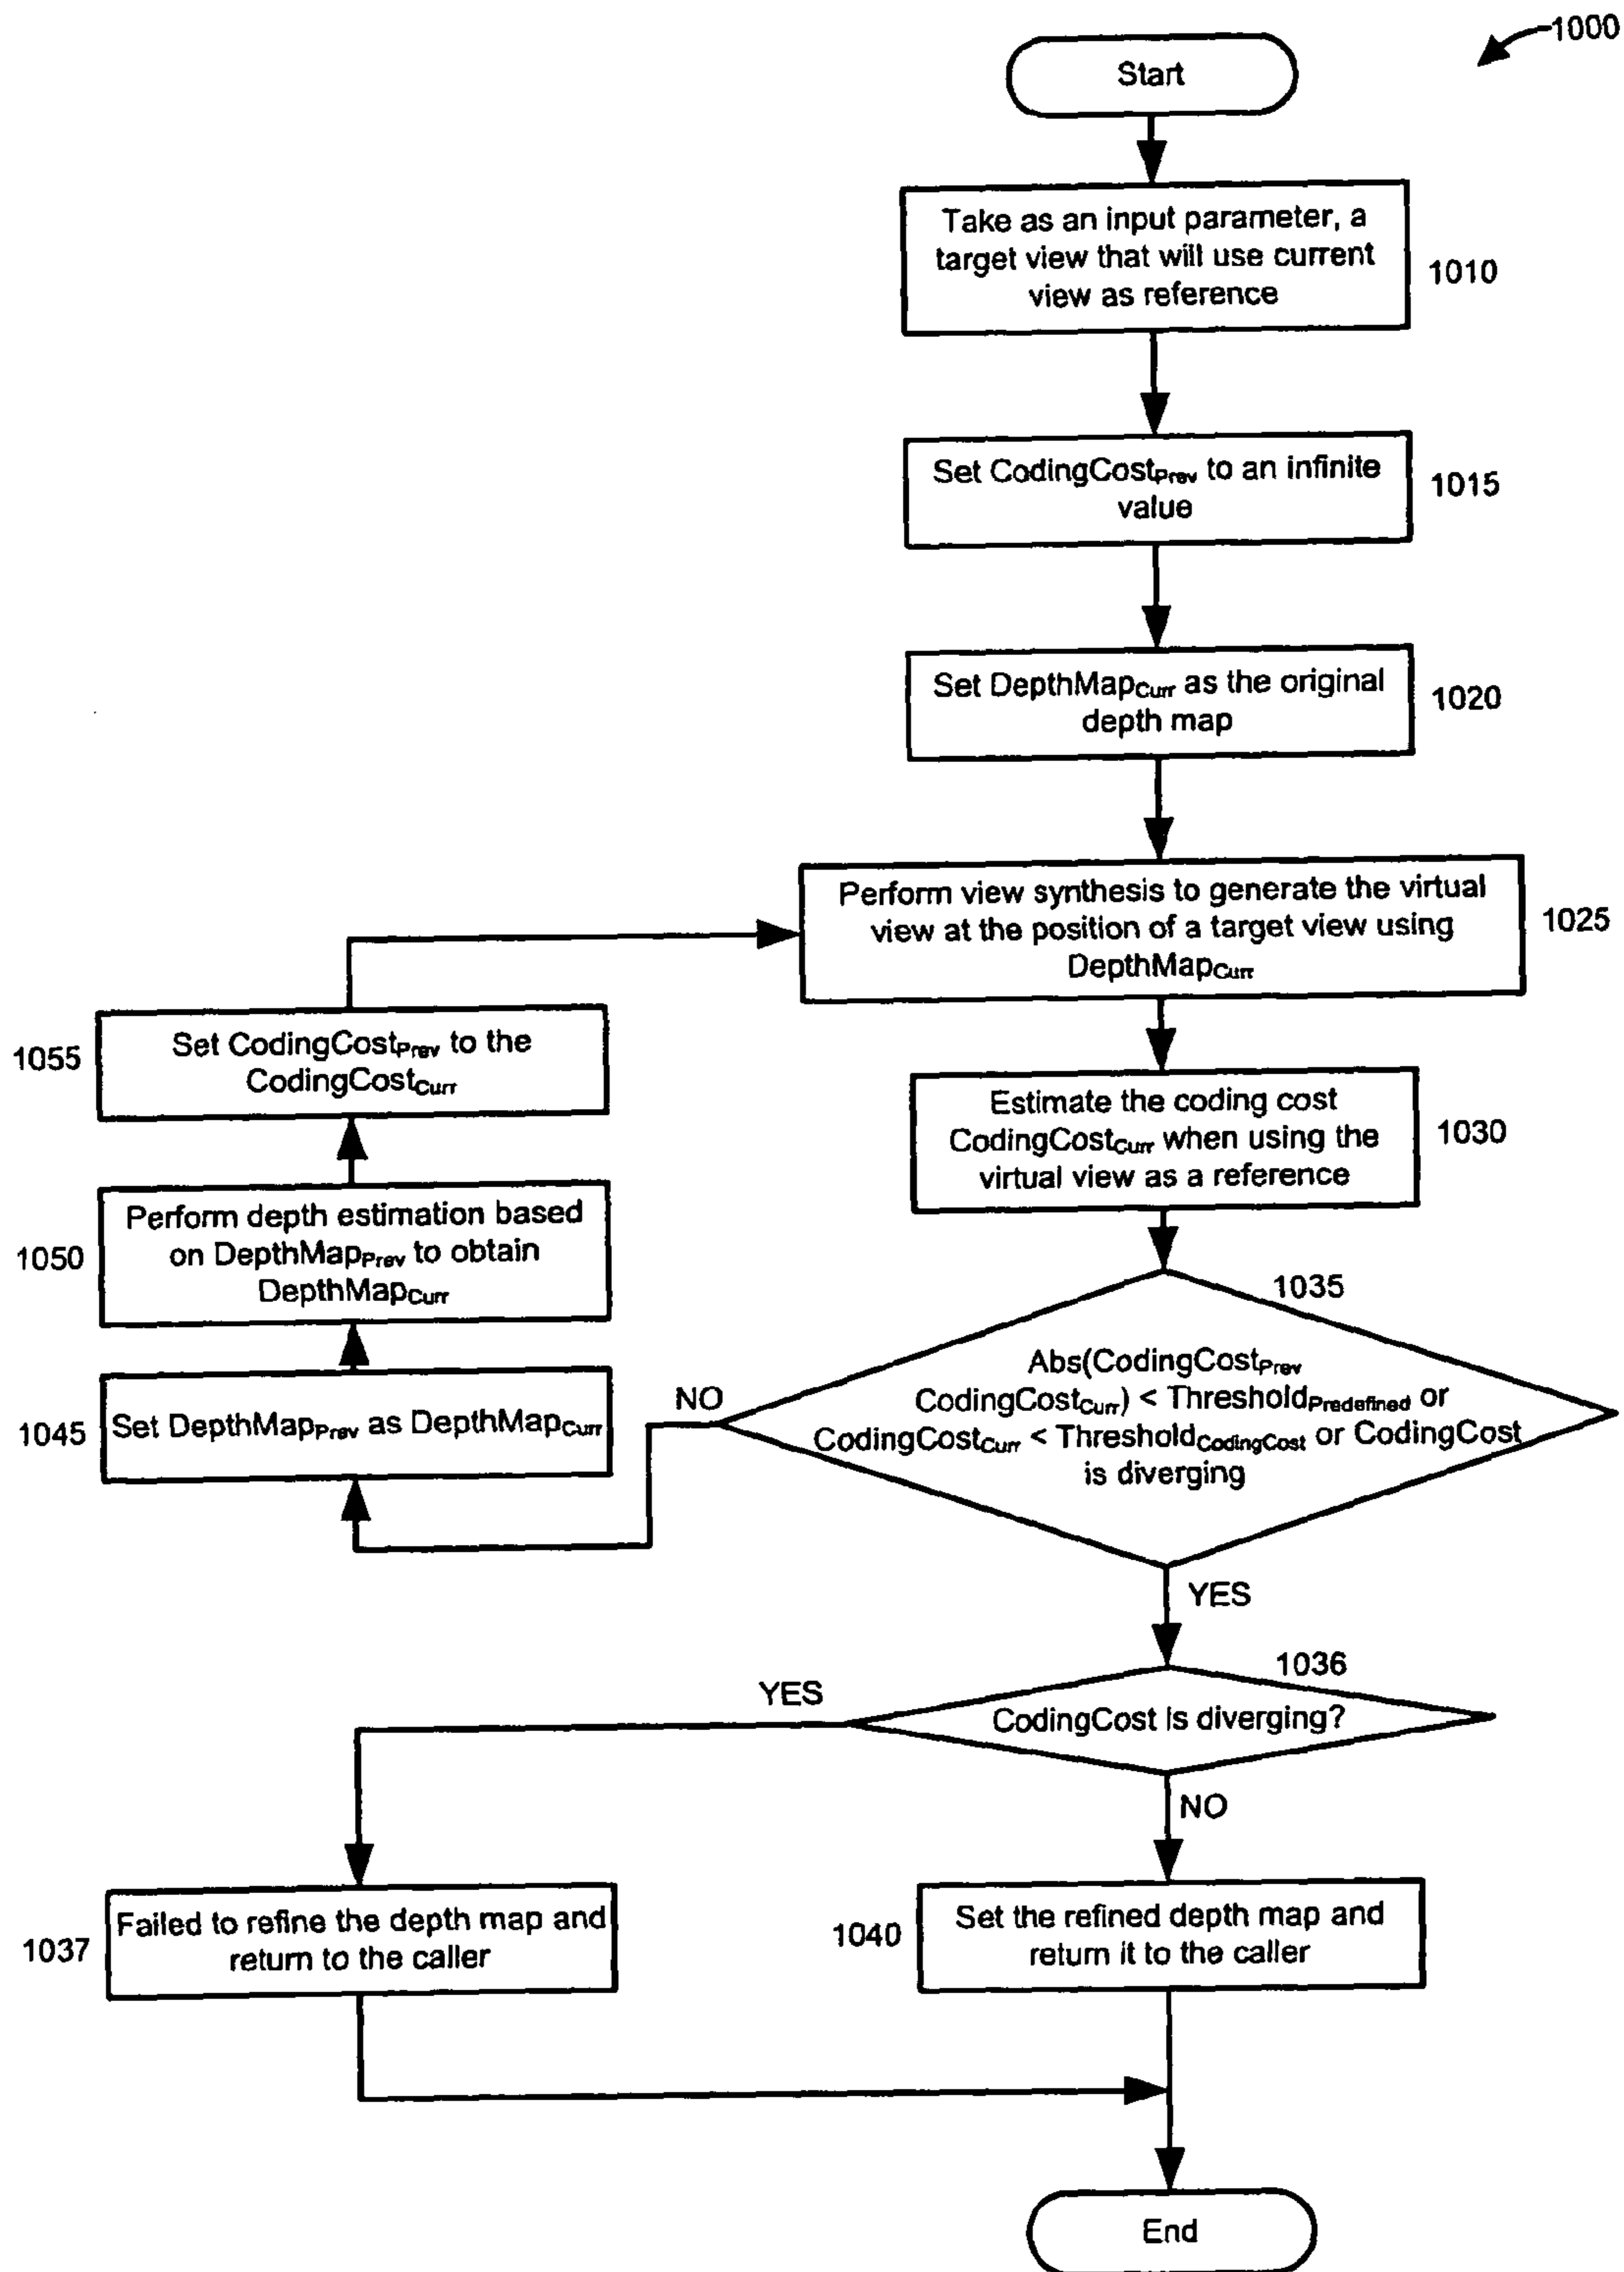 1000
Start
Take as an input parameter, a
target view that will use current
view as reference
1010
Set CodingCostPrev to an infinite
value
1015
Set DepthMapCurr as the original
depth map
1020
Perform view synthesis to generate the virtual
view at the position of a target view using
DepthMapCurr
1025
Estimate the coding cost
CodingCostCurr when using the
virtual view as a reference
1030
1035
Abs(CodingCostPrev
CodingCostCurr) < ThresholdPredefined or
CodingCostCurr < ThresholdCodingCost or CodingCost
is diverging
NO
1045
Set DepthMapPrev as DepthMapCurr
1050
Perform depth estimation based
on DepthMapPrev to obtain
DepthMapCurr
1055
Set CodingCostPrev to the
CodingCostCurr
YES
1036
CodingCost is diverging?
YES
NO
1037
Failed to refine the depth map and
return to the caller
1040
Set the refined depth map and
return it to the caller
End